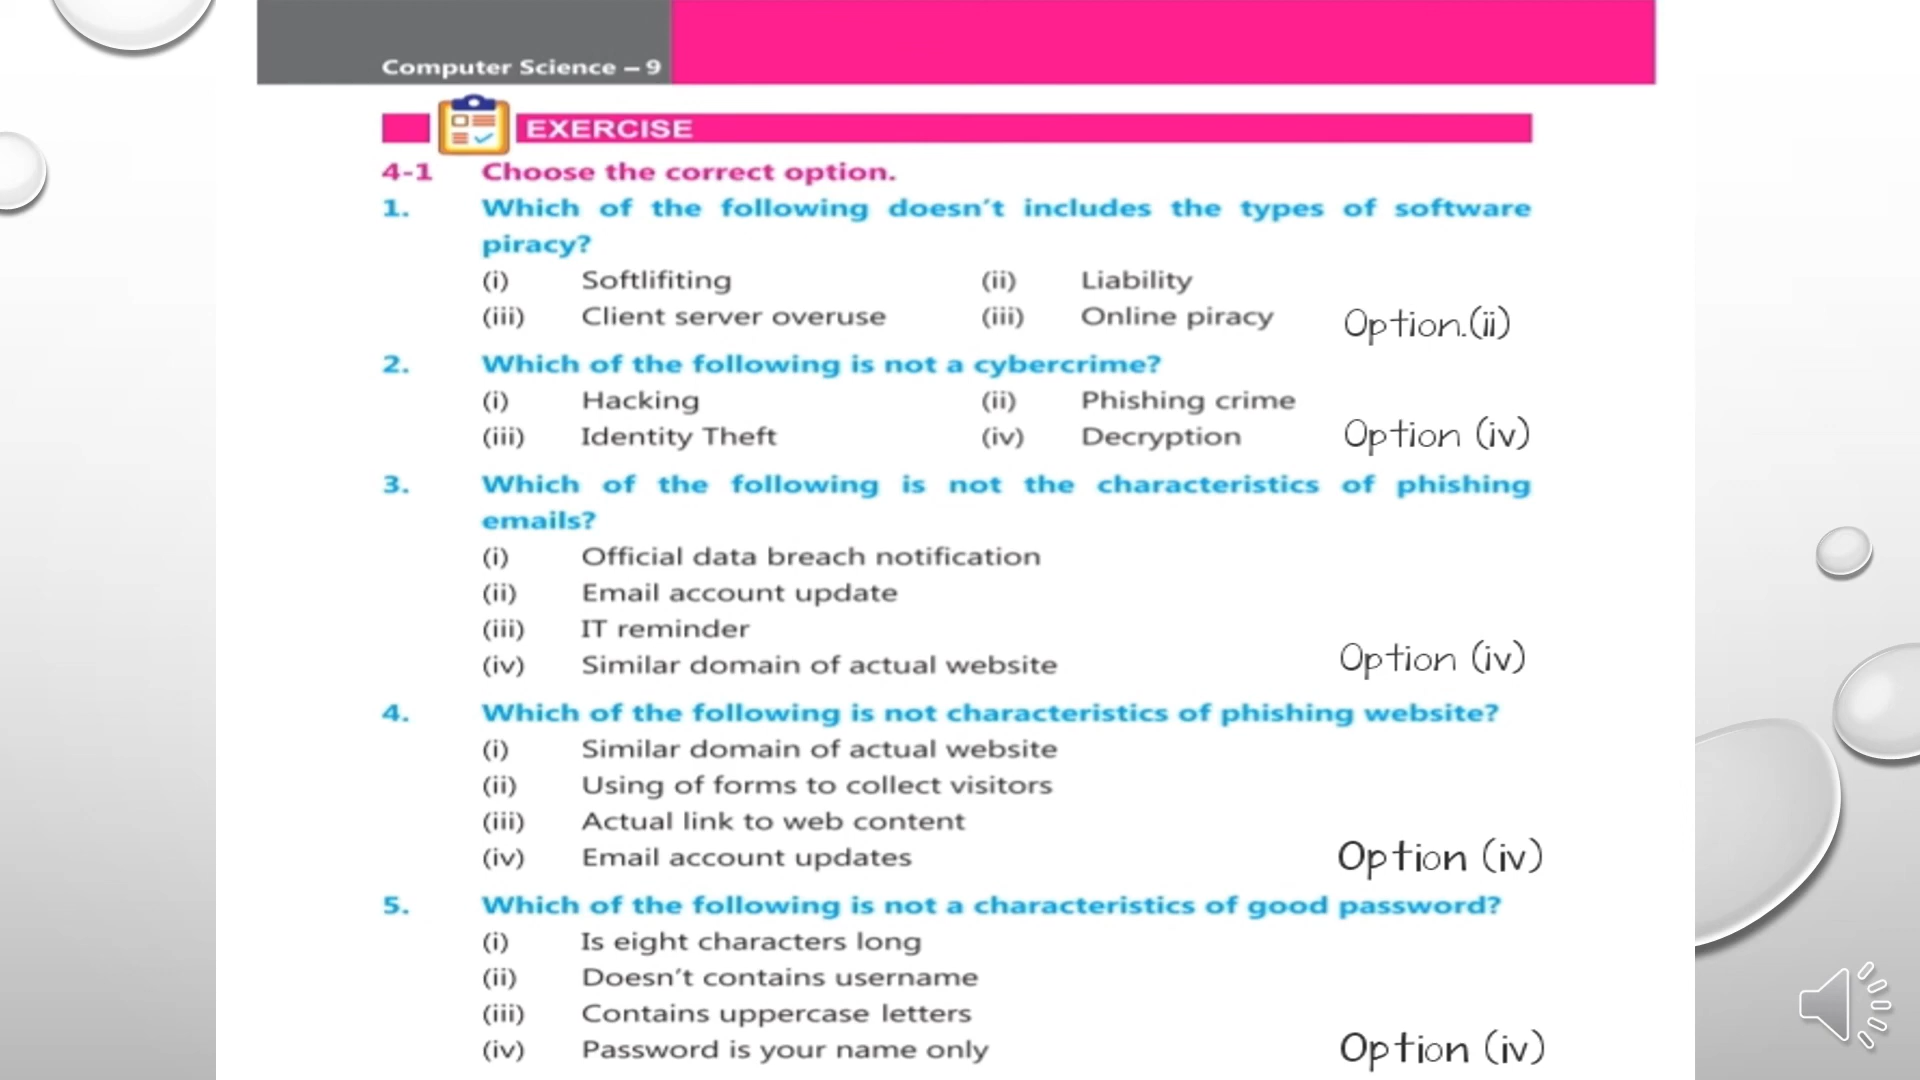 Computer Science – 9
EXERCISE
4-1 Choose the correct option.
1. Which of the following doesn’t includes the types of software
piracy?
(i) Softlifiting (ii) Liability
(iii) Client server overuse (iii) Online piracy Option.(ii)
2. Which of the following is not a cybercrime?
(i) Hacking (ii) Phishing crime
(iii) Identity Theft (iv) Decryption Option (iv)
3. Which of the following is not the characteristics of phishing
emails?
(i) Official data breach notification
(ii) Email account update
(iii) IT reminder
(iv) Similar domain of actual website Option (iv)
4. Which of the following is not characteristics of phishing website?
(i) Similar domain of actual website
(ii) Using of forms to collect visitors
(iii) Actual link to web content
(iv) Email account updates Option (iv)
5. Which of the following is not a characteristics of good password?
(i) Is eight characters long
(ii) Doesn’t contains username
(iii) Contains uppercase letters
(iv) Password is your name only Option (iv)